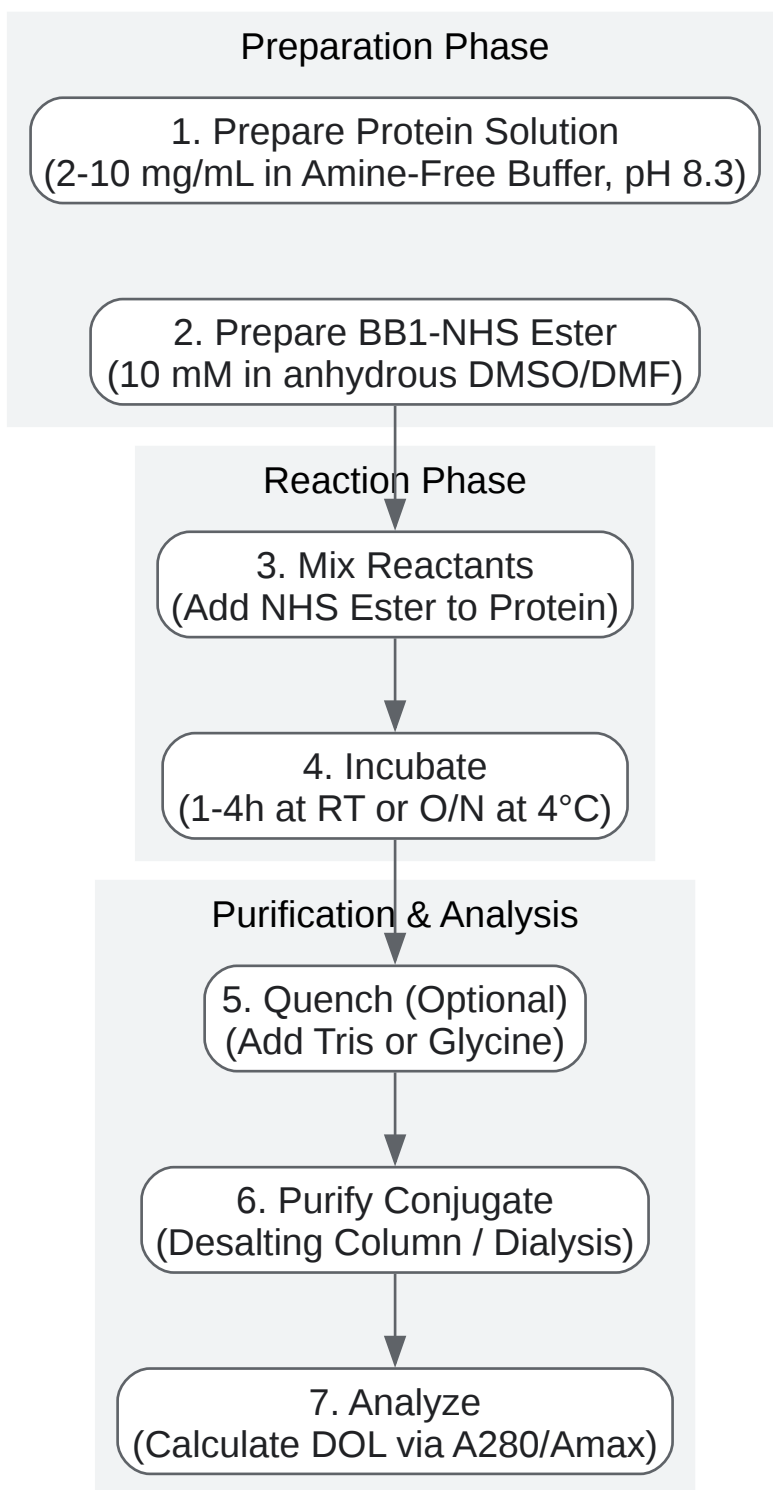 Preparation Phase
1. Prepare Protein Solution
(2-10 mg/mL in Amine-Free Buffer, pH 8.3)
2. Prepare BB1-NHS Ester
(10 mM in anhydrous DMSO/DMF)
Reaction Phase
3. Mix Reactants
(Add NHS Ester to Protein)
4. Incubate
(1-4h at RT or O/N at 4°C)
Purification & Analysis
5. Quench (Optional)
(Add Tris or Glycine)
6. Purify Conjugate
(Desalting Column / Dialysis)
7. Analyze
(Calculate DOL via A280/Amax)